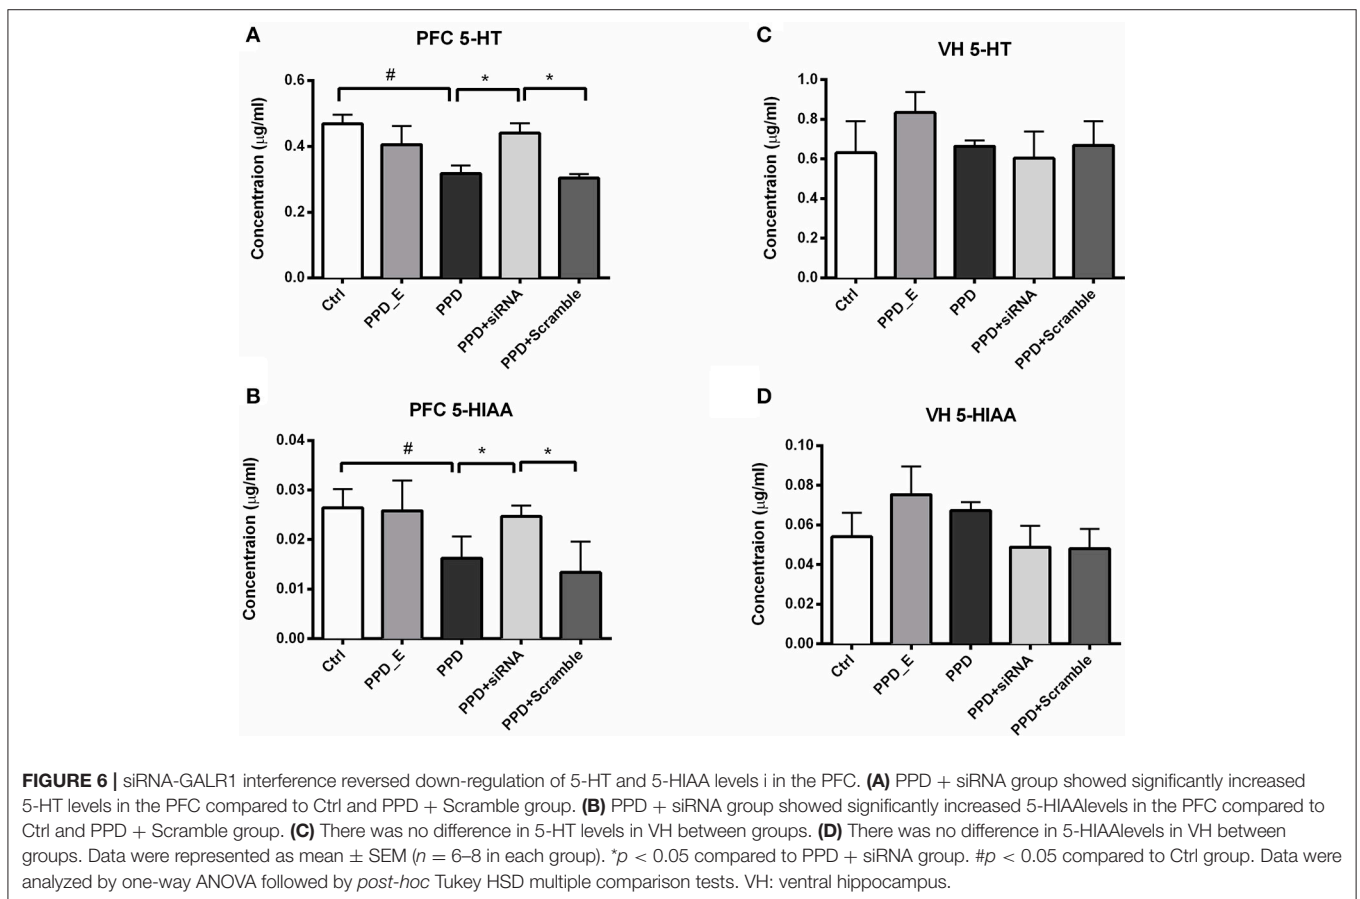 A
PFC 5-HT
Concentraion (µg/ml)
0.6
0.4
0.2
0.0
#
*
*
Ctrl
PPD_E
PPD
PPD+siRNA
PPD+Scramble
C
VH 5-HT
Concentraion (µg/ml)
1.0
0.8
0.6
0.4
0.2
0.0
Ctrl
PPD_E
PPD
PPD+siRNA
PPD+Scramble
B
PFC 5-HIAA
Concentraion (µg/ml)
0.04
0.03
0.02
0.01
0.00
#
*
*
Ctrl
PPD_E
PPD
PPD+siRNA
PPD+Scramble
D
VH 5-HIAA
Concentraion (µg/ml)
0.10
0.08
0.06
0.04
0.02
0.00
Ctrl
PPD_E
PPD
PPD+siRNA
PPD+Scramble
FIGURE 6 | siRNA-GALR1 interference reversed down-regulation of 5-HT and 5-HIAA levels i in the PFC. (A) PPD + siRNA group showed significantly increased
5-HT levels in the PFC compared to Ctrl and PPD + Scramble group. (B) PPD + siRNA group showed significantly increased 5-HIAAlevels in the PFC compared to
Ctrl and PPD + Scramble group. (C) There was no difference in 5-HT levels in VH between groups. (D) There was no difference in 5-HIAAlevels in VH between
groups. Data were represented as mean ± SEM (n = 6–8 in each group). *p < 0.05 compared to PPD + siRNA group. #p < 0.05 compared to Ctrl group. Data were
analyzed by one-way ANOVA followed by post-hoc Tukey HSD multiple comparison tests. VH: ventral hippocampus.